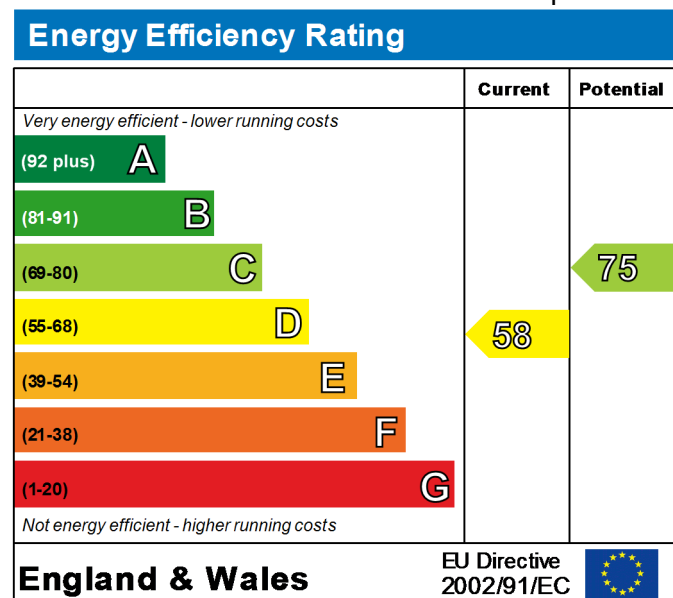 Energy Efficiency Rating
Current Potential
Very energy efficient - lower running costs
(92 plus) A
(81-91) B
(69-80) C
75
(55-68) D
58
(39-54) E
(21-38) F
(1-20) G
Not energy efficient - higher running costs
England & Wales
EU Directive
2002/91/EC